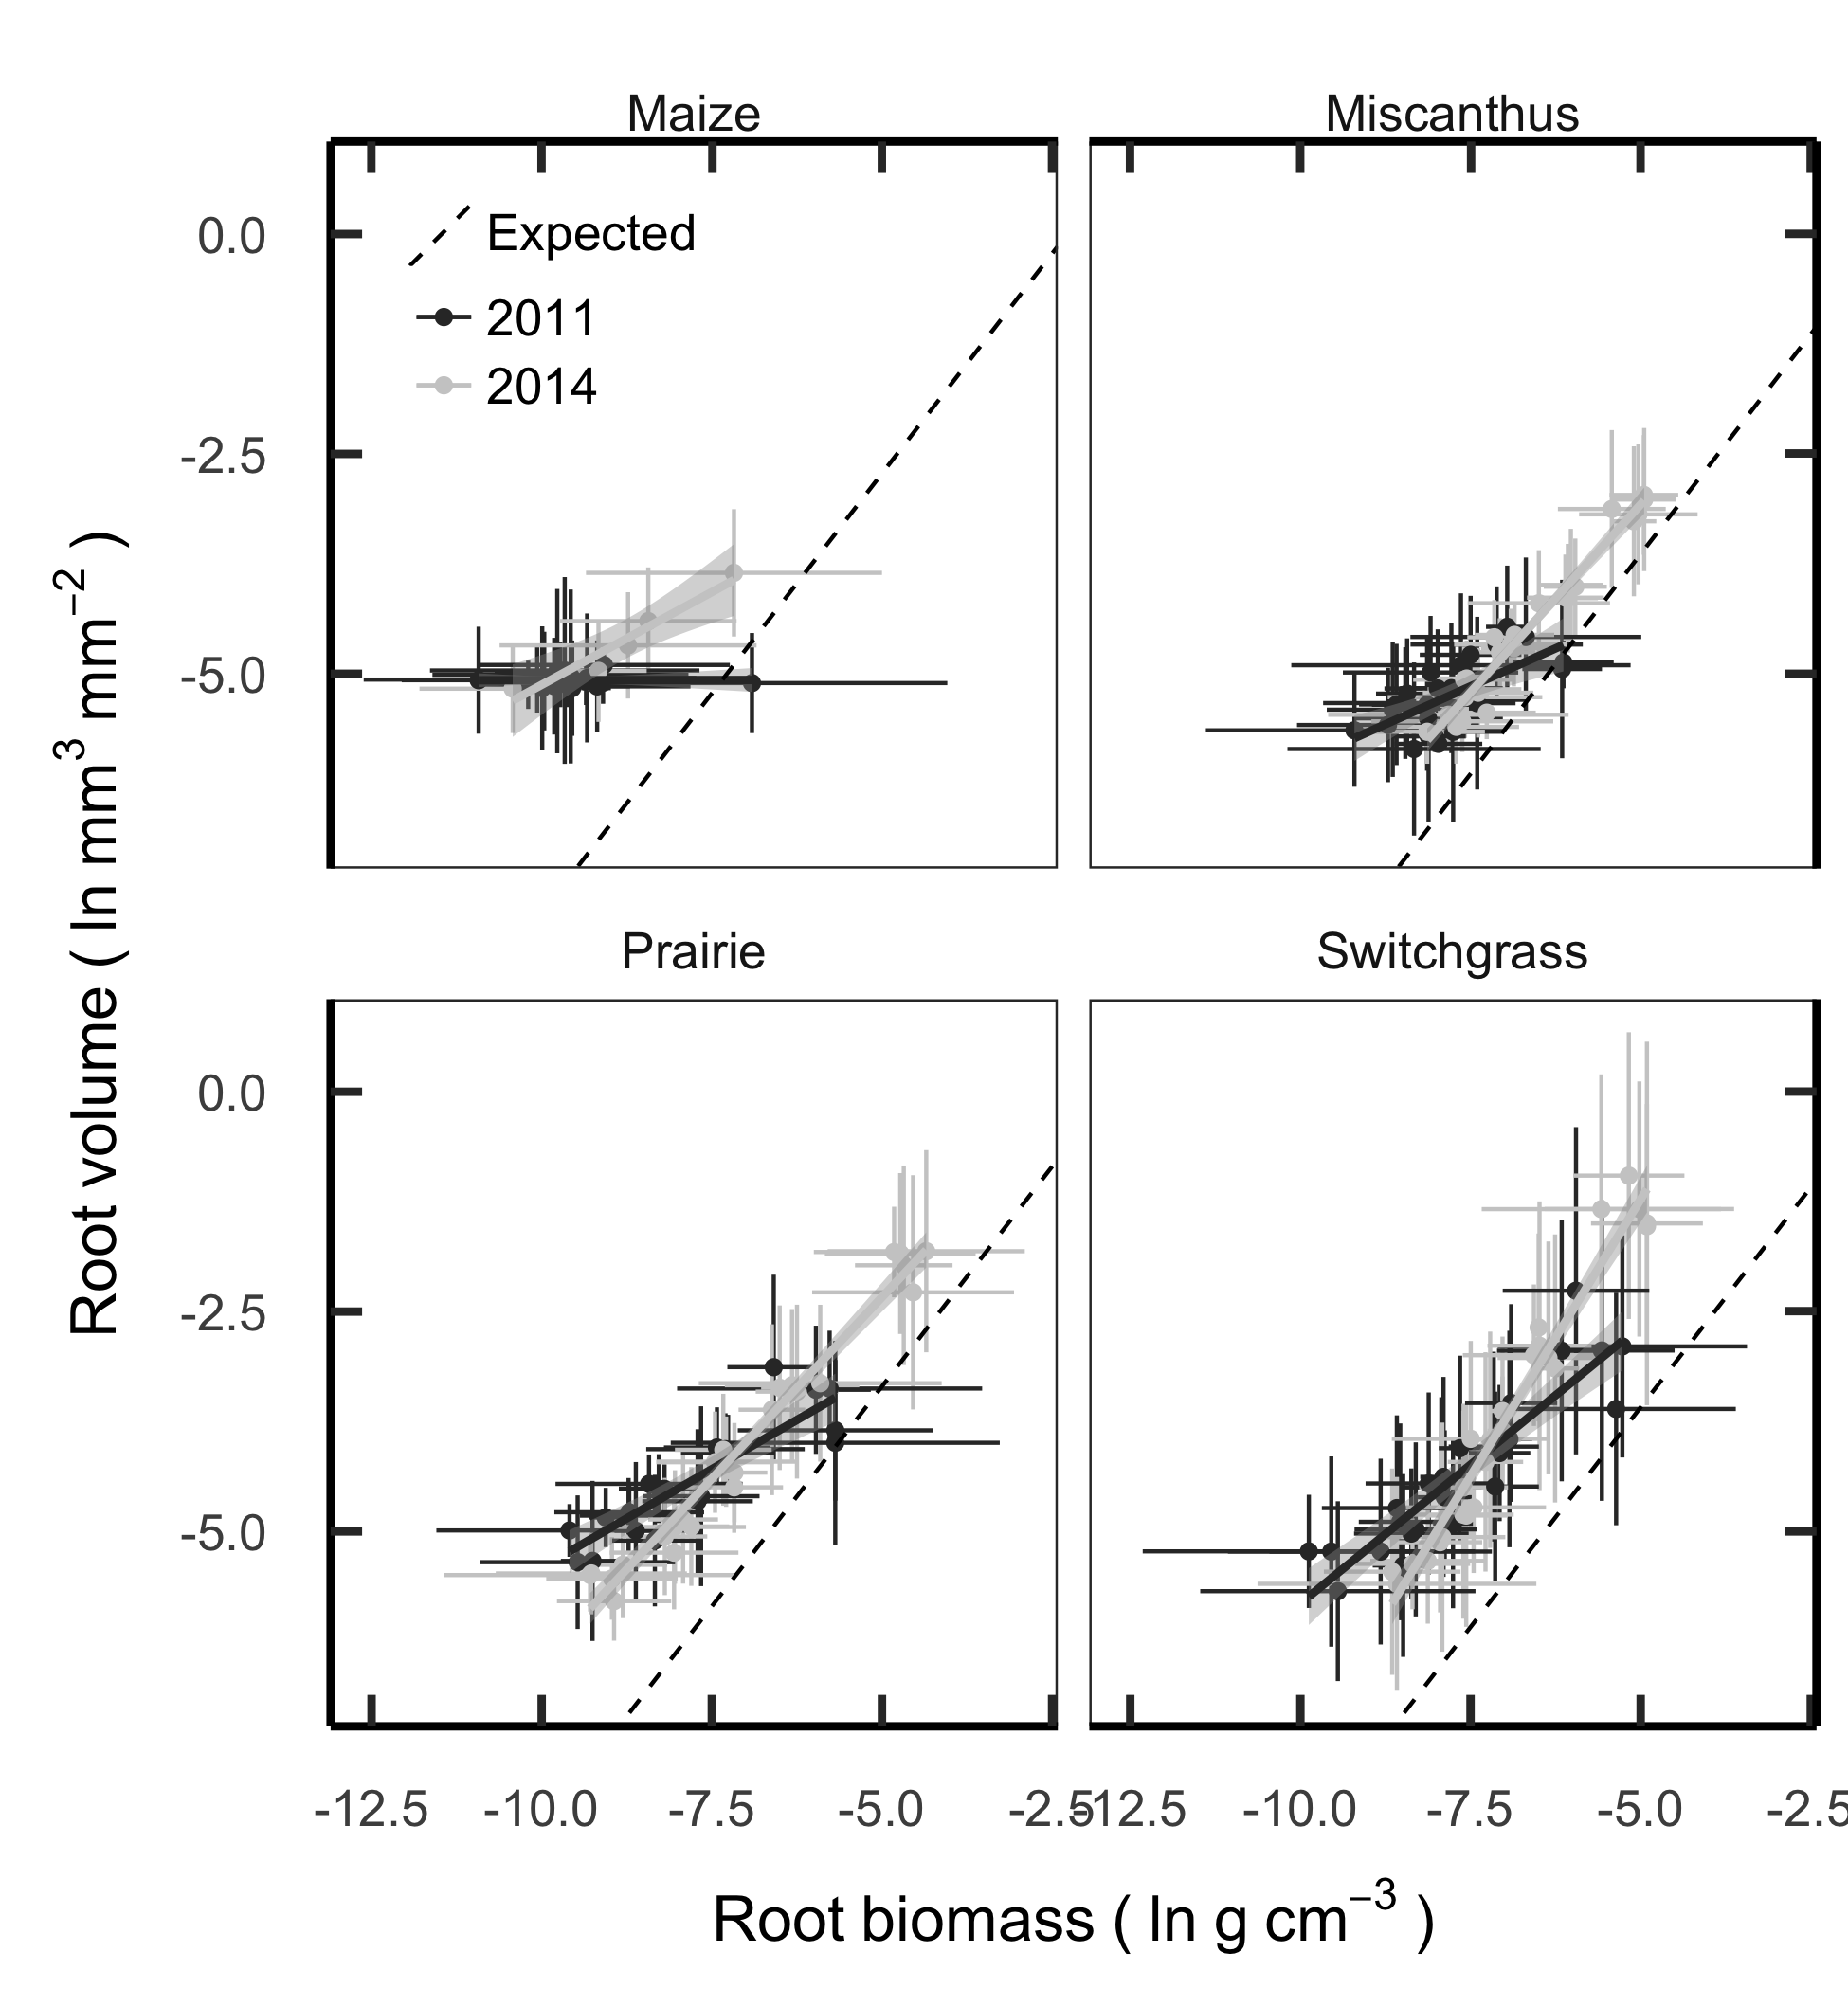 Maize Miscanthus
Expected
2011
2014
0.0
-2.5
-5.0
Root volume ( ln mm³ mm⁻² )
Prairie Switchgrass
0.0
-2.5
-5.0
-12.5 -10.0 -7.5 -5.0 -2.5 -12.5 -10.0 -7.5 -5.0 -2.5
Root biomass ( ln g cm⁻³ )